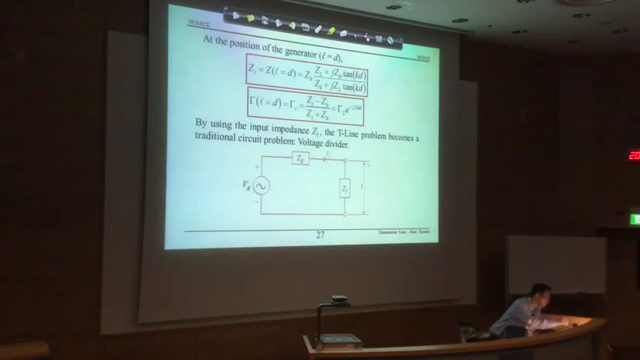 At the position of the generator (ℓ = d),
Z_i = Z(ℓ = d) = Z_0 (Z_L + jZ_0 tan(kd)) / (Z_0 + jZ_L tan(kd))
Γ(ℓ = d) = Γ_i = (Z_i − Z_0) / (Z_i + Z_0) = Γ_L e^{−j2kd}
By using the input impedance Z_i, the T-Line problem becomes a
traditional circuit problem: Voltage divider.
Z_g
+
V_g
Z_i
−
27
20